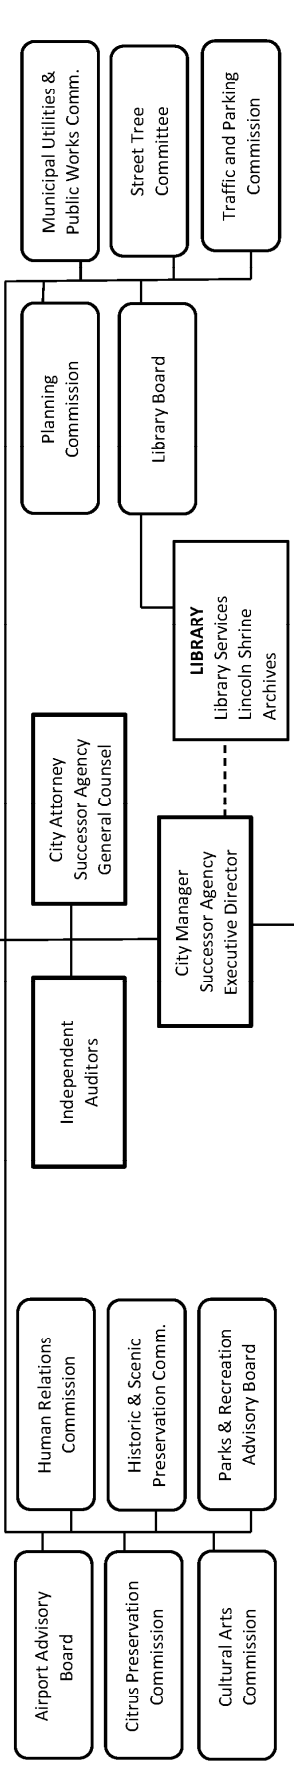 Airport Advisory
Board
Human Relations
Commission
Citrus Preservation
Commission
Historic & Scenic
Preservation Comm.
Cultural Arts
Commission
Parks & Recreation
Advisory Board
Independent
Auditors
City Attorney
Successor Agency
General Counsel
City Manager
Successor Agency
Executive Director
LIBRARY
Library Services
Lincoln Shrine
Archives
Planning
Commission
Municipal Utilities &
Public Works Comm.
Library Board
Street Tree
Committee
Traffic and Parking
Commission